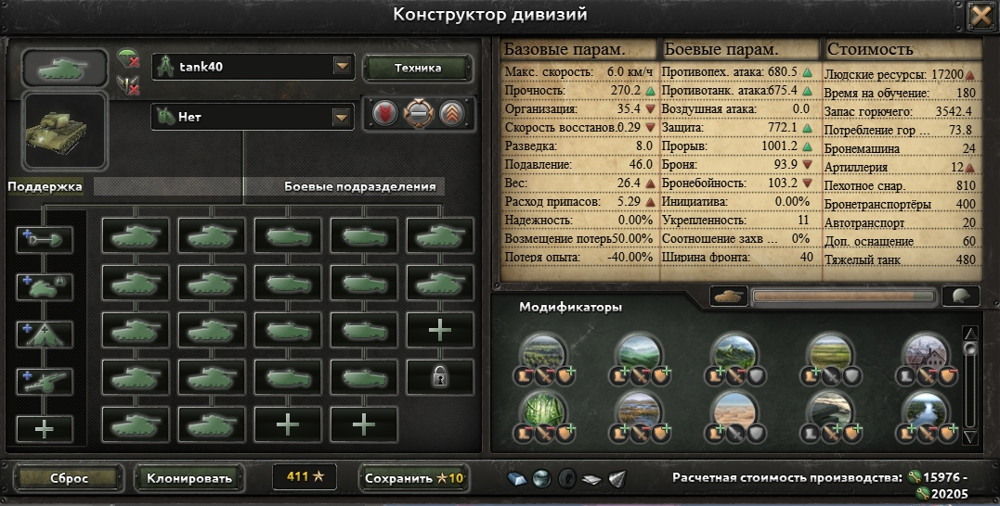 Конструктор дивизий
tank40
Техника
Нет
Поддержка
Боевые подразделения
Базовые парам.
Макс. скорость: 6.0 км/ч
Прочность: 270.2
Организация: 35.4
Скорость восстанов.0.29
Разведка: 8.0
Подавление: 46.0
Вес: 26.4
Расход припасов: 5.29
Надежность: 0.00%
Возмещение потерь50.00%
Потеря опыта: -40.00%
Боевые парам.
Противопех. атака: 680.5
Противотанк. атака:675.4
Воздушная атака: 0.0
Защита: 772.1
Прорыв: 1001.2
Броня: 93.9
Бронебойность: 103.2
Инициатива: 0.00%
Укрепленность: 11
Соотношение захв ... 0%
Ширина фронта: 40
Стоимость
Людские ресурсы: 17200
Время на обучение: 180
Запас горючего: 3542.4
Потребление гор ... 73.8
Бронемашина 24
Артиллерия 12
Пехотное снар. 810
Бронетранспортёры 400
Автотранспорт 20
Доп. оснащение 60
Тяжелый танк 480
Модификаторы
Сброс
Клонировать
411
Сохранить 10
Расчетная стоимость производства: 15976 -
20205